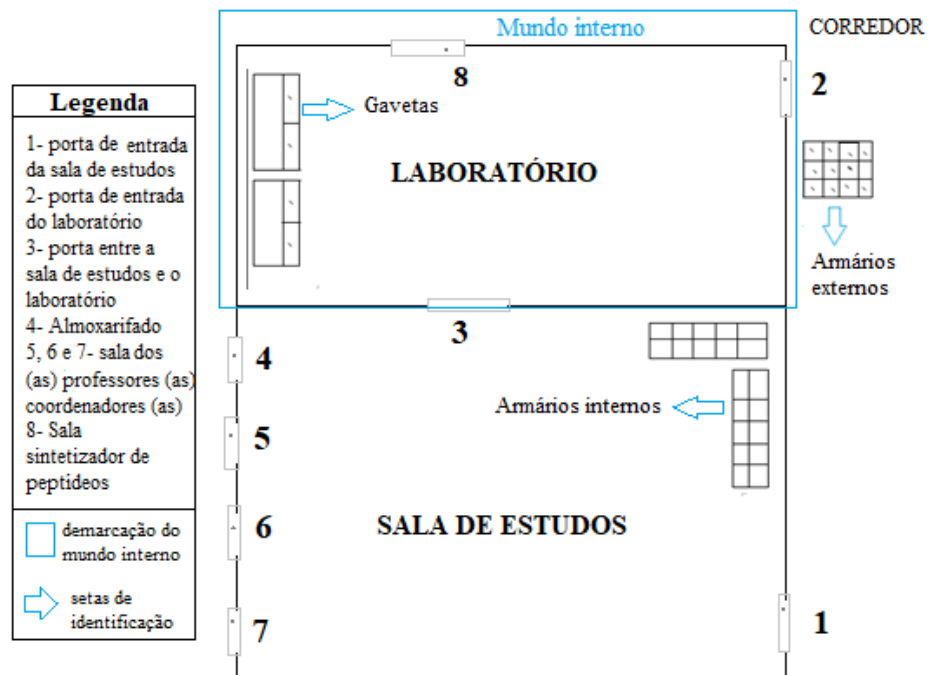 Mundo interno
CORREDOR
8
2
Gavetas
LABORATÓRIO
Armários
externos
3
Legenda
1- porta de entrada
da sala de estudos
2- porta de entrada
do laboratório
3- porta entre a
sala de estudos e o
laboratório
4- Almoxarifado
5, 6 e 7- sala dos
(as) professores (as)
coordenadores (as)
8- Sala
sintetizador de
peptídeos
demarcação do
mundo interno
setas de
identificação
4
Armários internos
5
6
SALA DE ESTUDOS
7
1